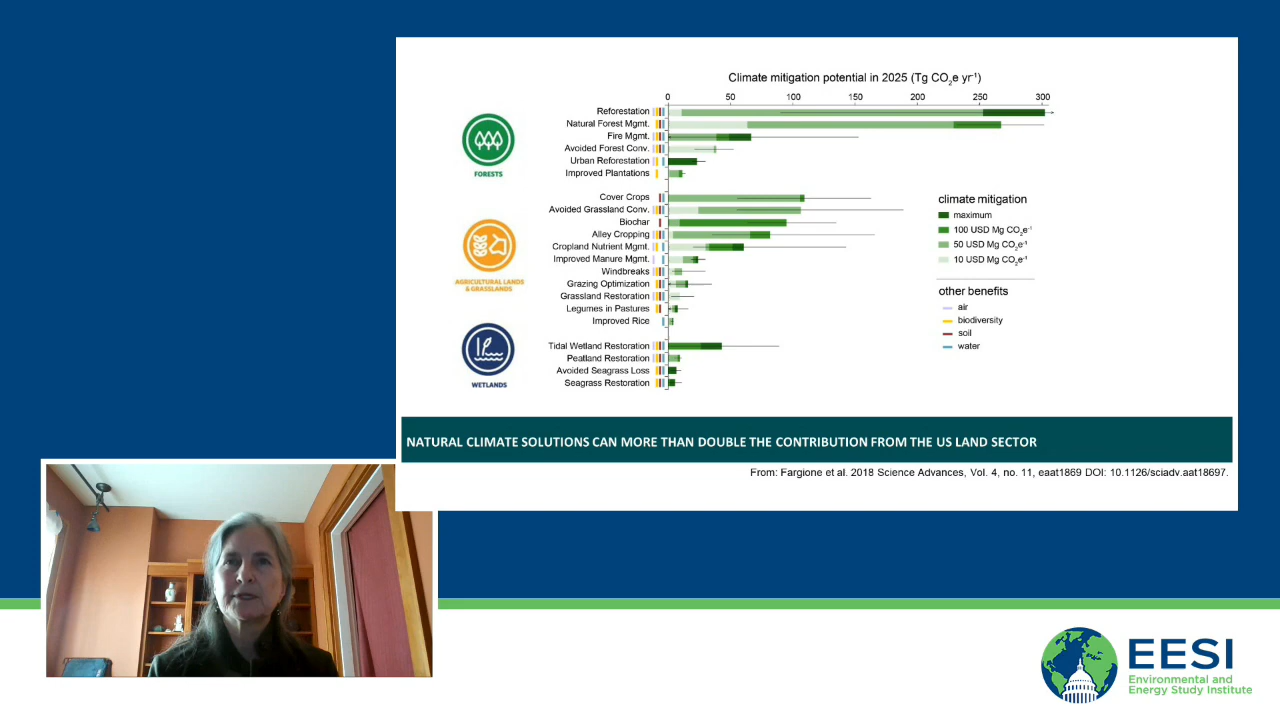 Climate mitigation potential in 2025 (Tg CO2e yr-1)
0 50 100 150 200 250 300
Reforestation
Natural Forest Mgmt.
Fire Mgmt.
Avoided Forest Conv.
Urban Reforestation
Improved Plantations
FORESTS
Cover Crops
Avoided Grassland Conv.
Biochar
Alley Cropping
Cropland Nutrient Mgmt.
Improved Manure Mgmt.
Windbreaks
Grazing Optimization
Grassland Restoration
Legumes in Pastures
Improved Rice
AGRICULTURAL LANDS
& GRASSLANDS
Tidal Wetland Restoration
Peatland Restoration
Avoided Seagrass Loss
Seagrass Restoration
WETLANDS
climate mitigation
maximum
100 USD Mg CO2e-1
50 USD Mg CO2e-1
10 USD Mg CO2e-1
other benefits
air
biodiversity
soil
water
NATURAL CLIMATE SOLUTIONS CAN MORE THAN DOUBLE THE CONTRIBUTION FROM THE US LAND SECTOR
From: Fargione et al. 2018 Science Advances, Vol. 4, no. 11, eaat1869 DOI: 10.1126/sciadv.aat18697.
EESI
Environmental and
Energy Study Institute